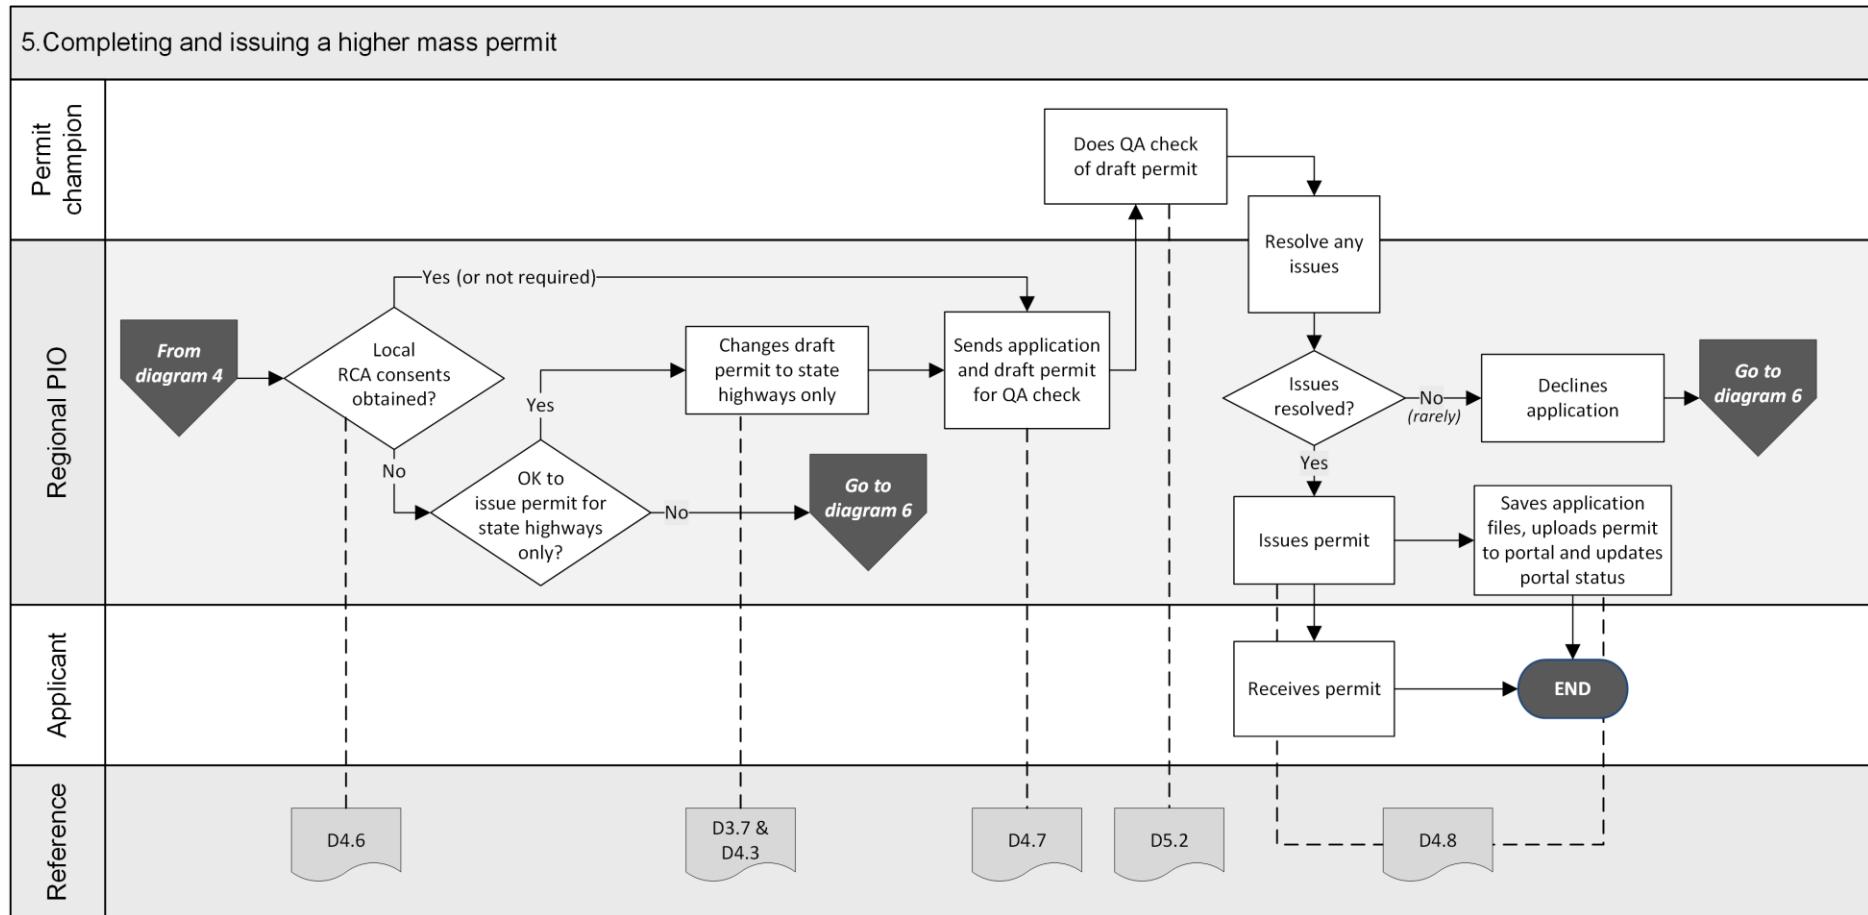 5.Completing and issuing a higher mass permit
Permit
champion
Does QA check
of draft permit
Resolve any
issues
Regional PIO
From
diagram 4
Local
RCA consents
obtained?
Yes (or not required)
No
OK to
issue permit for
state highways
only?
Yes
No
Go to
diagram 6
Changes draft
permit to state
highways only
Sends application
and draft permit
for QA check
Issues
resolved?
No
(rarely)
Declines
application
Go to
diagram 6
Yes
Issues permit
Saves application
files, uploads permit
to portal and updates
portal status
Applicant
Receives permit
END
Reference
D4.6
D3.7 &
D4.3
D4.7
D5.2
D4.8